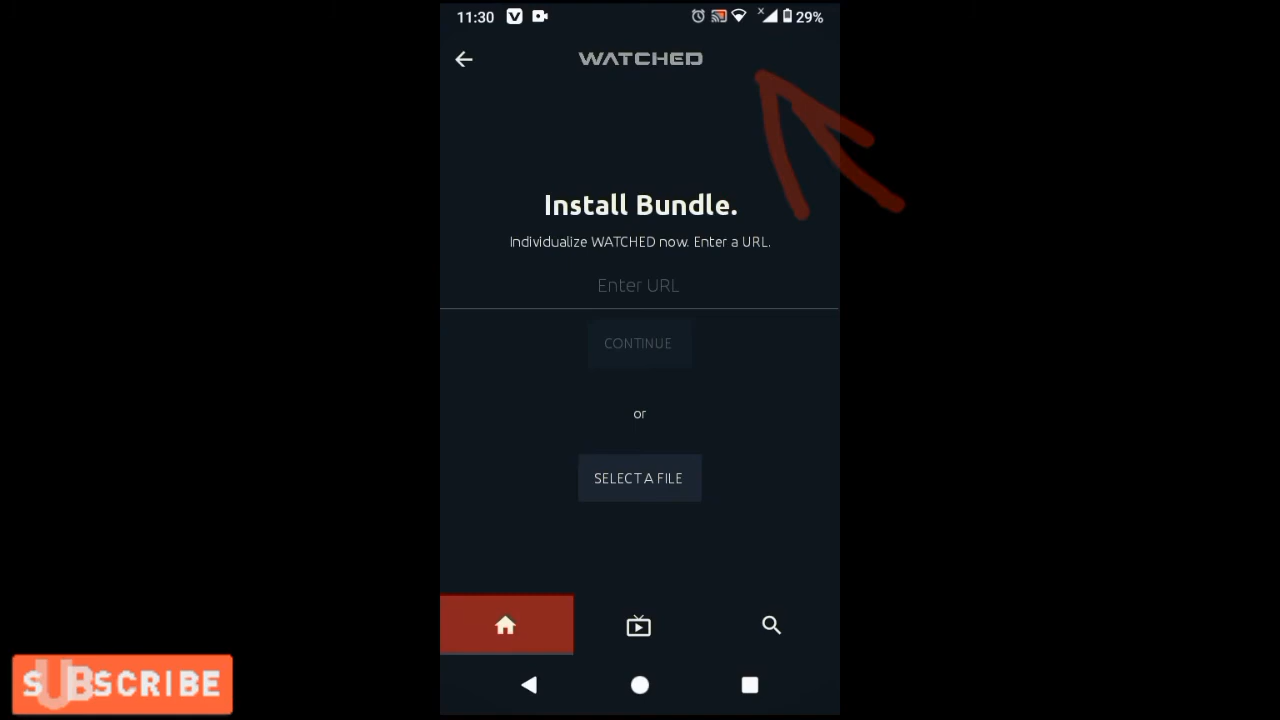 11:30 29%
WATCHED
Install Bundle.
Individualize WATCHED now. Enter a URL.
Enter URL
CONTINUE
or
SELECT A FILE
SUBSCRIBE